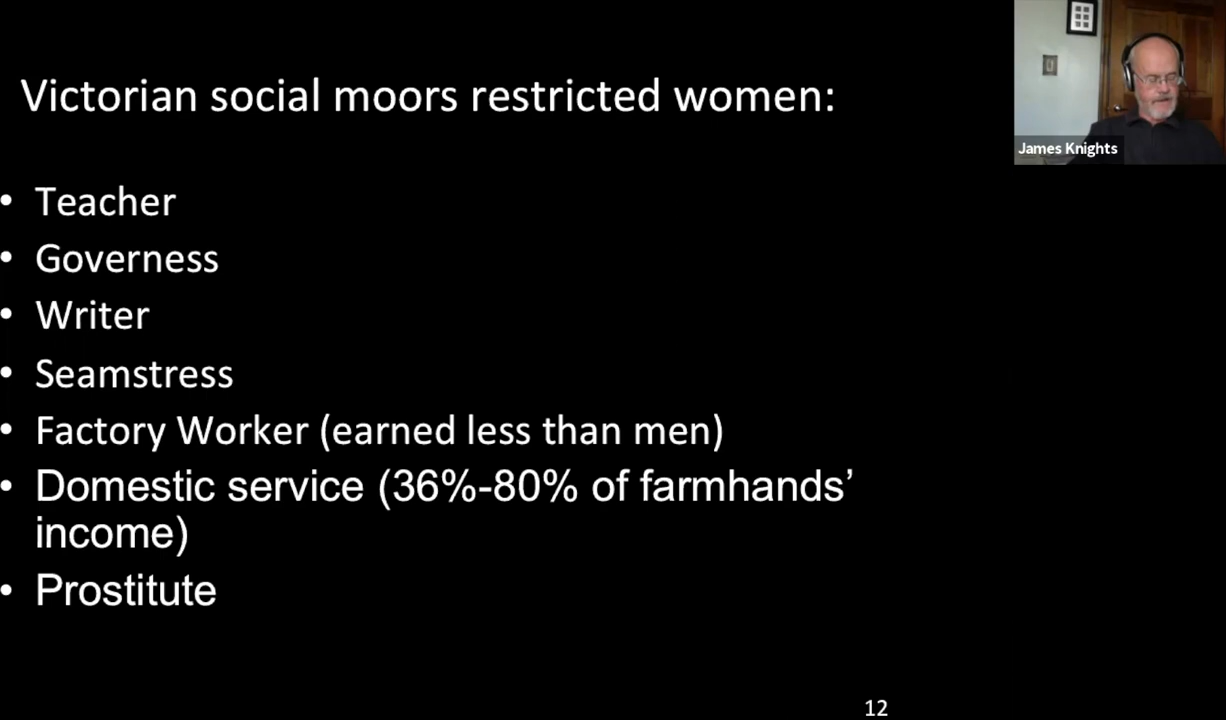 Victorian social moors restricted women:
James Knights
• Teacher
• Governess
• Writer
• Seamstress
• Factory Worker (earned less than men)
• Domestic service (36%-80% of farmhands’
income)
• Prostitute
12